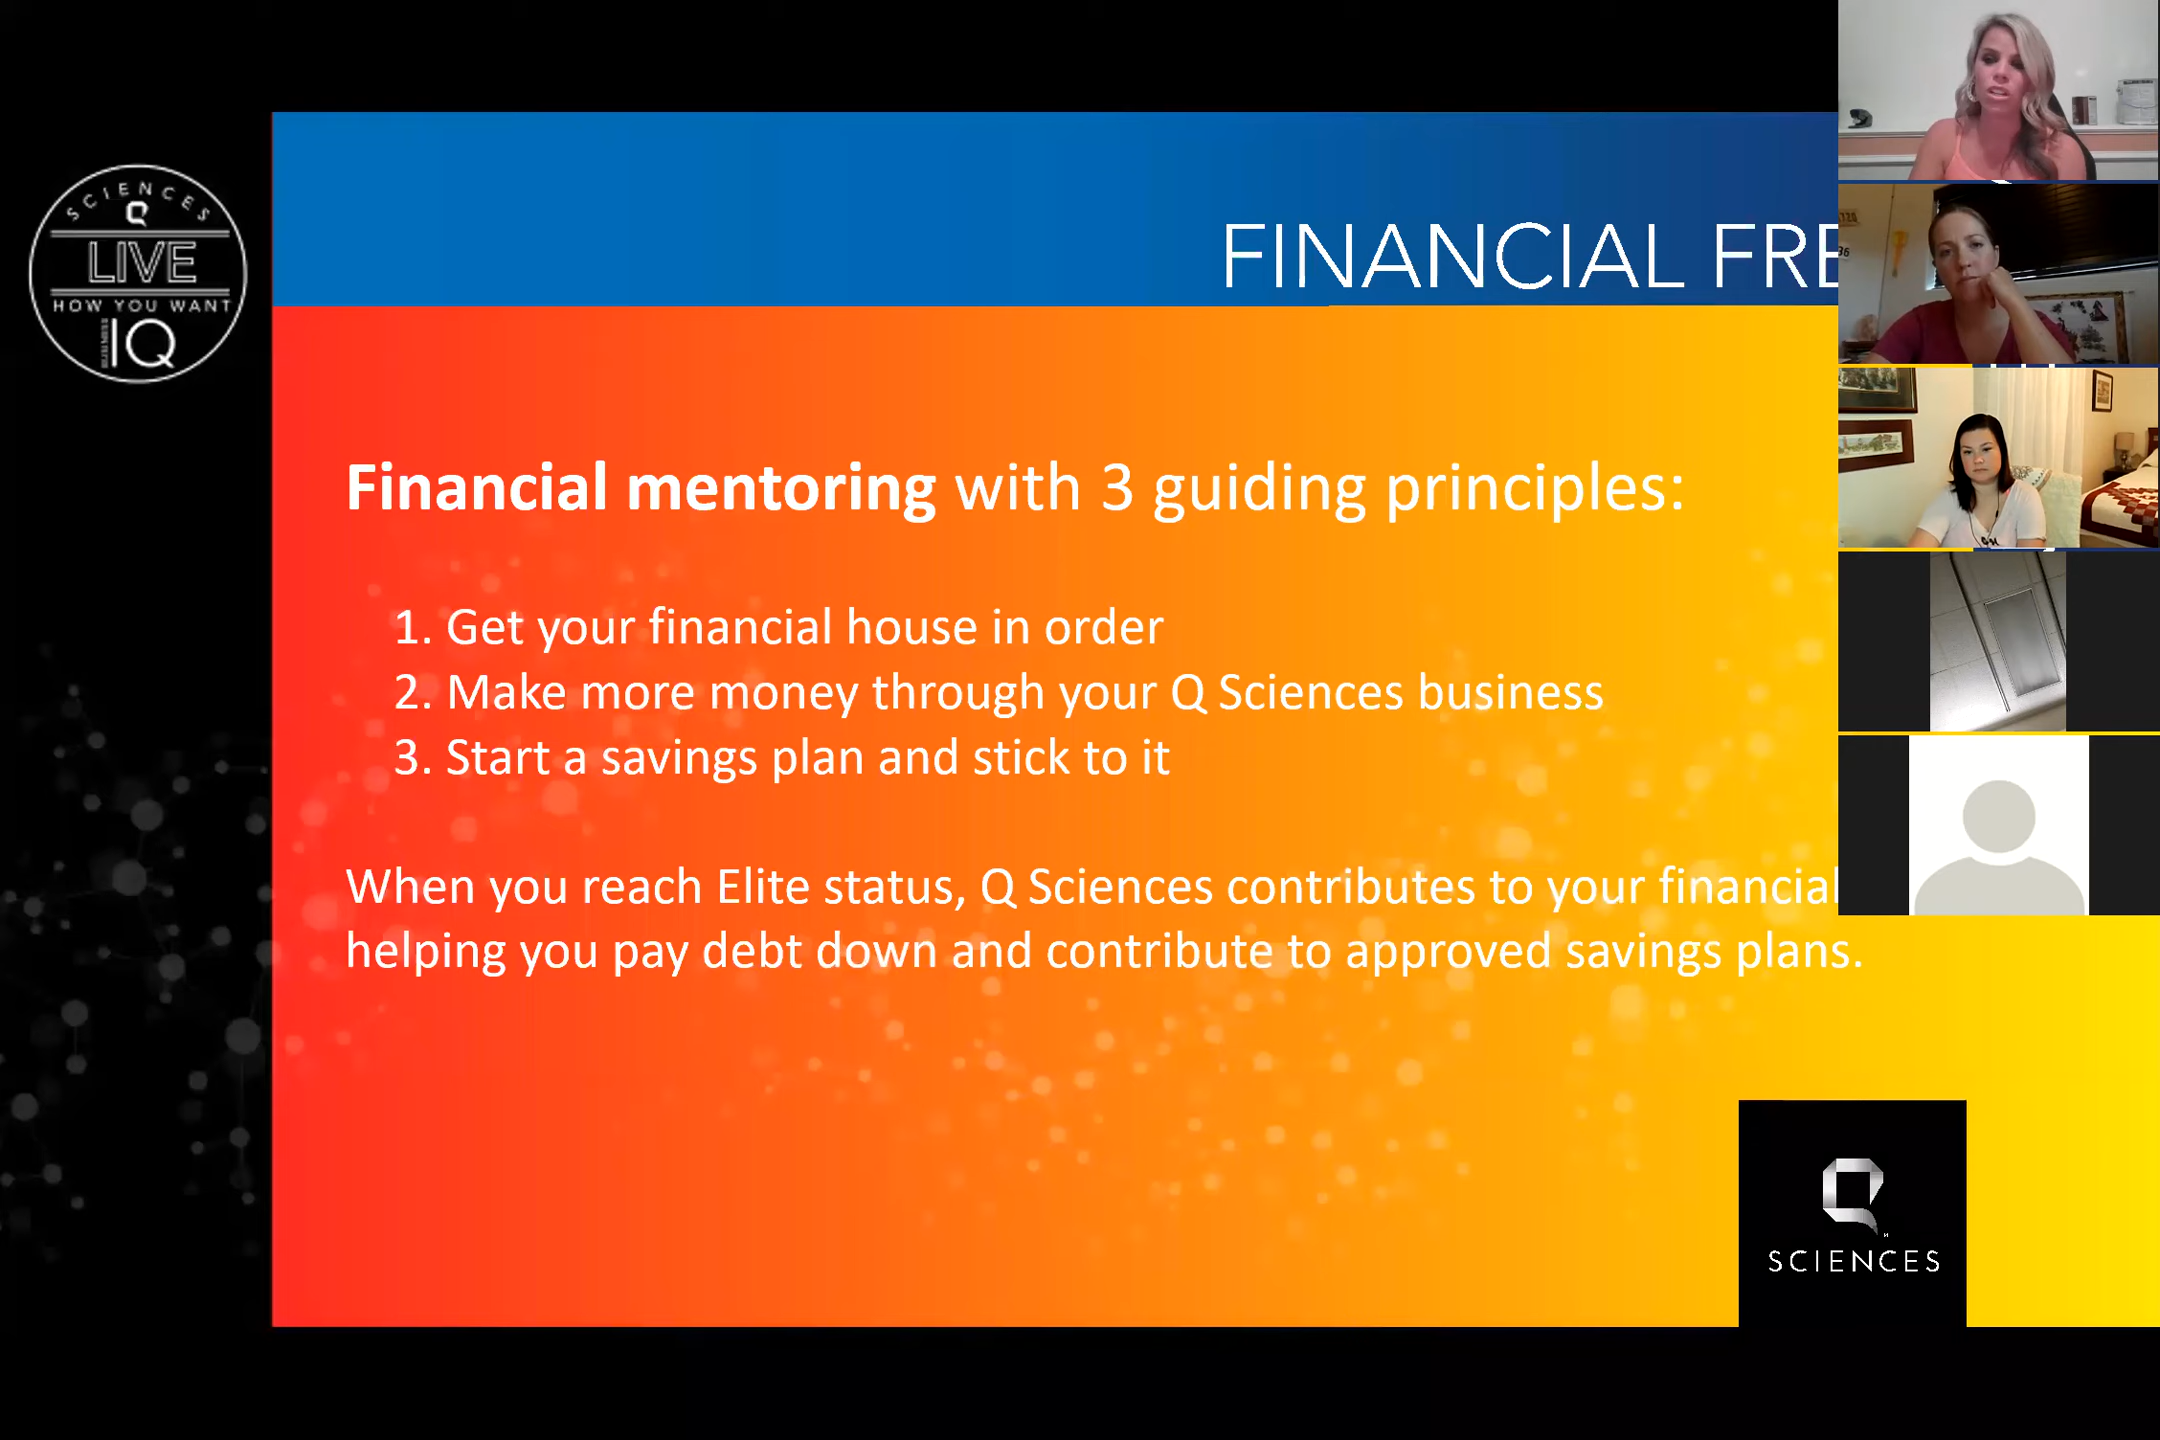 SCIENCES
Q
LIVE
HOW YOU WANT
IQ
FINANCIAL FRE
Financial mentoring with 3 guiding principles:
1. Get your financial house in order
2. Make more money through your Q Sciences business
3. Start a savings plan and stick to it
When you reach Elite status, Q Sciences contributes to your financial
helping you pay debt down and contribute to approved savings plans.
Q
SCIENCES